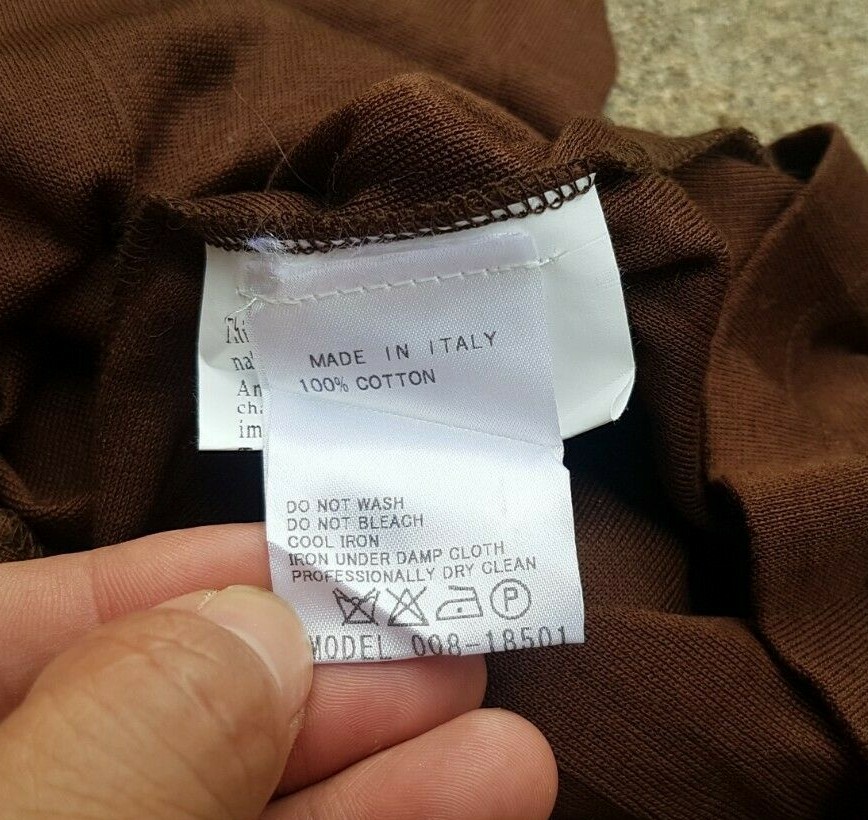 MADE IN ITALY
100% COTTON
DO NOT WASH
DO NOT BLEACH
COOL IRON
IRON UNDER DAMP CLOTH
PROFESSIONALLY DRY CLEAN
P
MODEL 008-18501